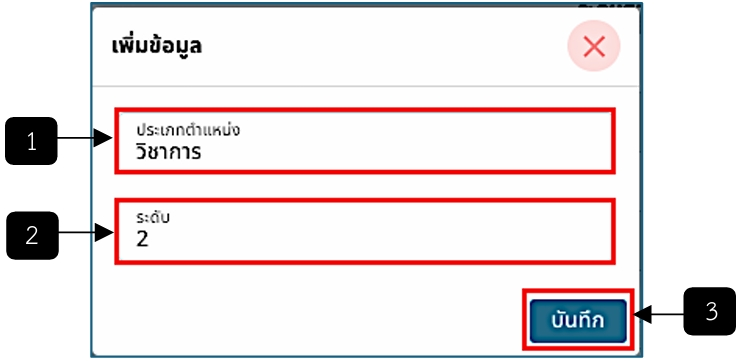 เพิ่มข้อมูล
1
ประเภทตำแหน่ง
วิชาการ
2
ระดับ
2
บันทึก
3